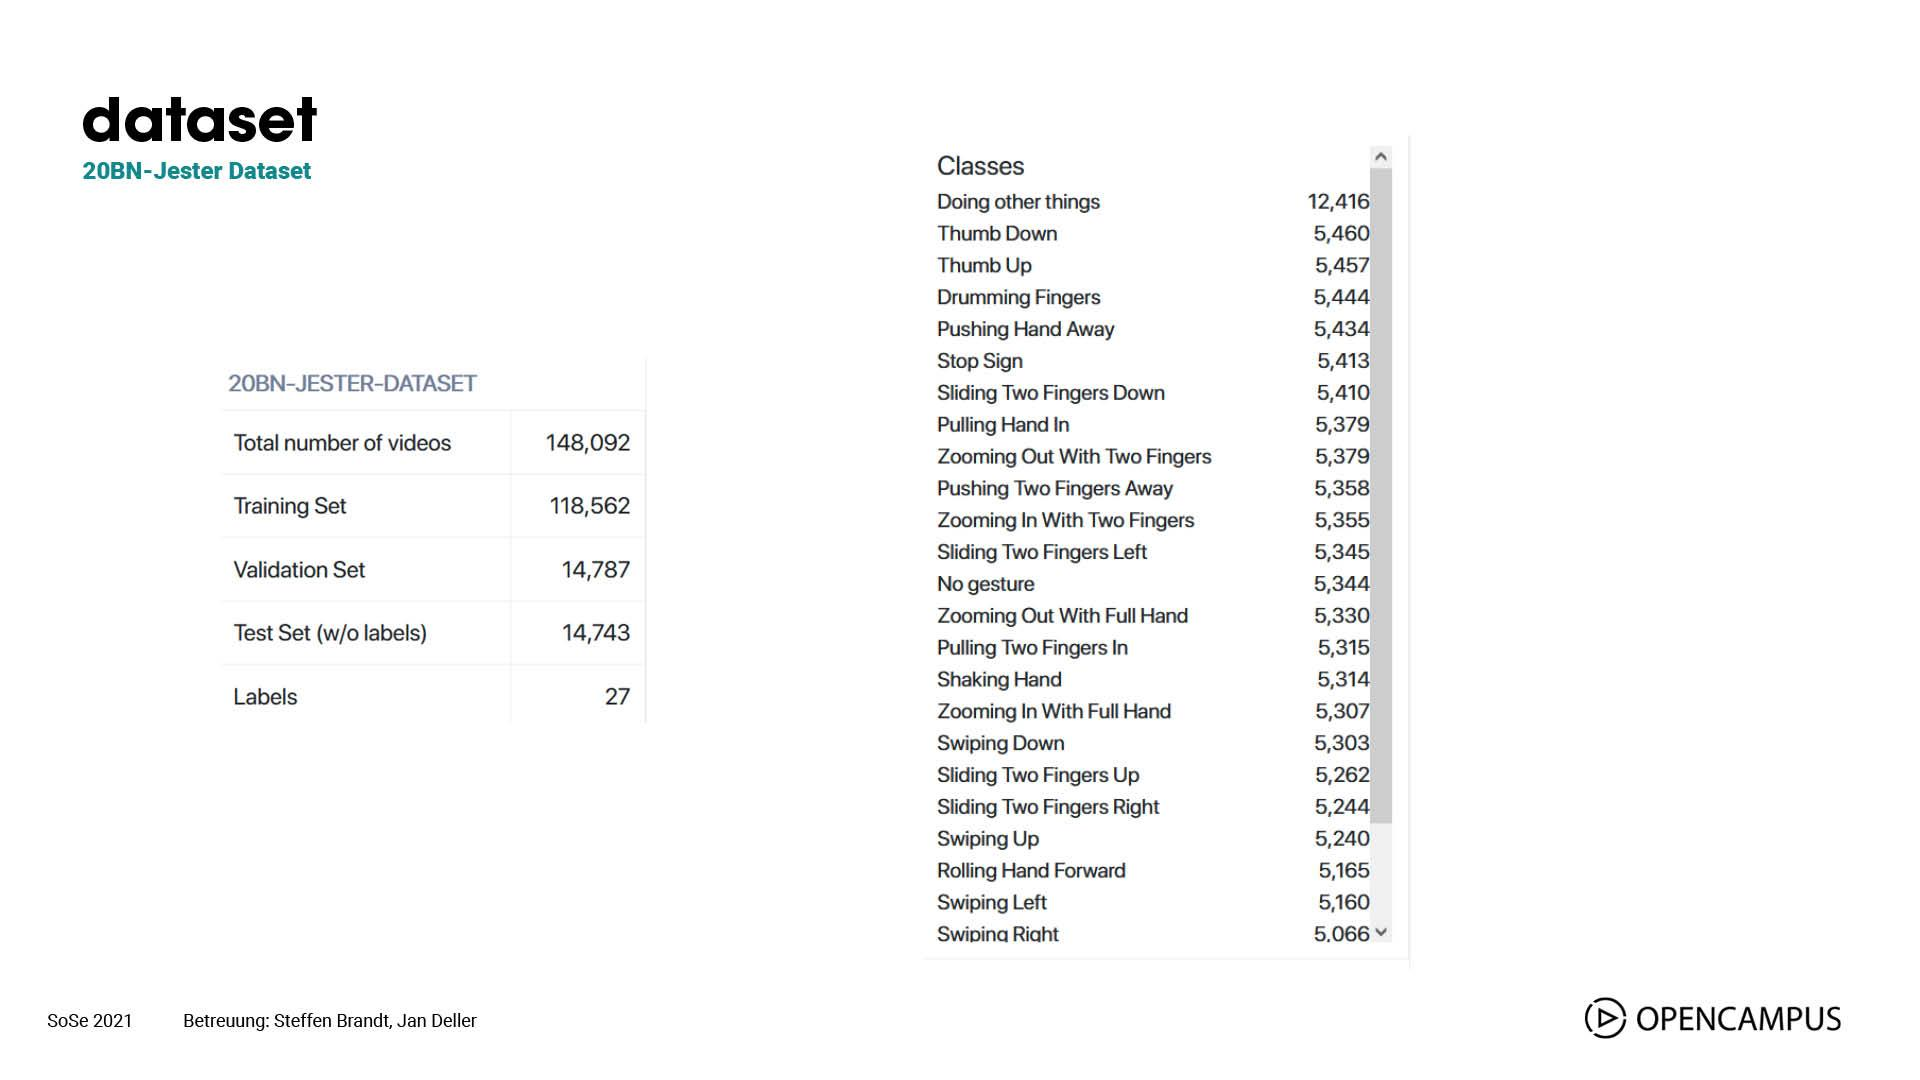 dataset
20BN-Jester Dataset
20BN-JESTER-DATASET
Total number of videos 148,092
Training Set 118,562
Validation Set 14,787
Test Set (w/o labels) 14,743
Labels 27
Classes
Doing other things 12,416
Thumb Down 5,460
Thumb Up 5,457
Drumming Fingers 5,444
Pushing Hand Away 5,434
Stop Sign 5,413
Sliding Two Fingers Down 5,410
Pulling Hand In 5,379
Zooming Out With Two Fingers 5,379
Pushing Two Fingers Away 5,358
Zooming In With Two Fingers 5,355
Sliding Two Fingers Left 5,345
No gesture 5,344
Zooming Out With Full Hand 5,330
Pulling Two Fingers In 5,315
Shaking Hand 5,314
Zooming In With Full Hand 5,307
Swiping Down 5,303
Sliding Two Fingers Up 5,262
Sliding Two Fingers Right 5,244
Swiping Up 5,240
Rolling Hand Forward 5,165
Swiping Left 5,160
Swiping Right 5,066
SoSe 2021 Betreuung: Steffen Brandt, Jan Deller
OPENCAMPUS